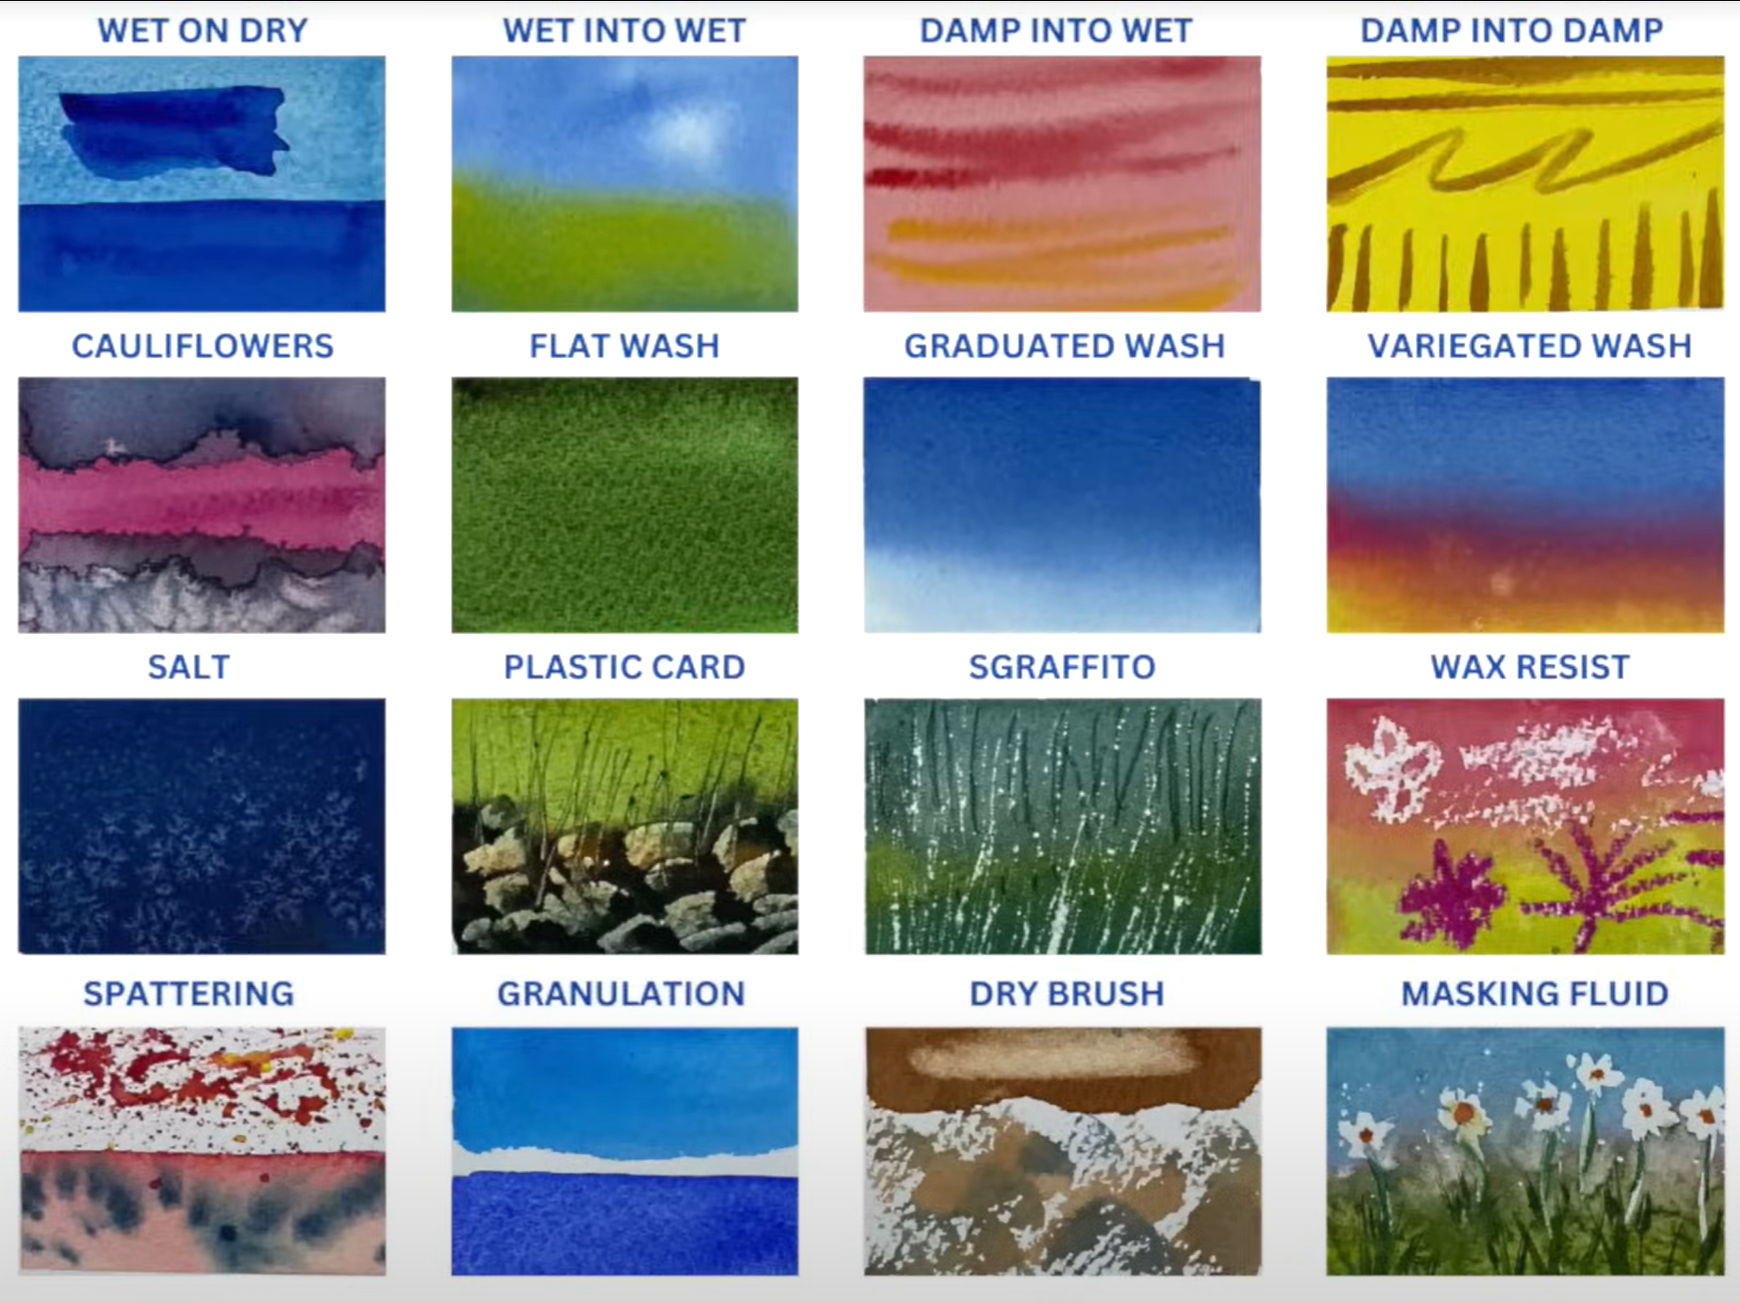 WET ON DRY
WET INTO WET
DAMP INTO WET
DAMP INTO DAMP
CAULIFLOWERS
FLAT WASH
GRADUATED WASH
VARIEGATED WASH
SALT
PLASTIC CARD
SGRAFFITO
WAX RESIST
SPATTERING
GRANULATION
DRY BRUSH
MASKING FLUID